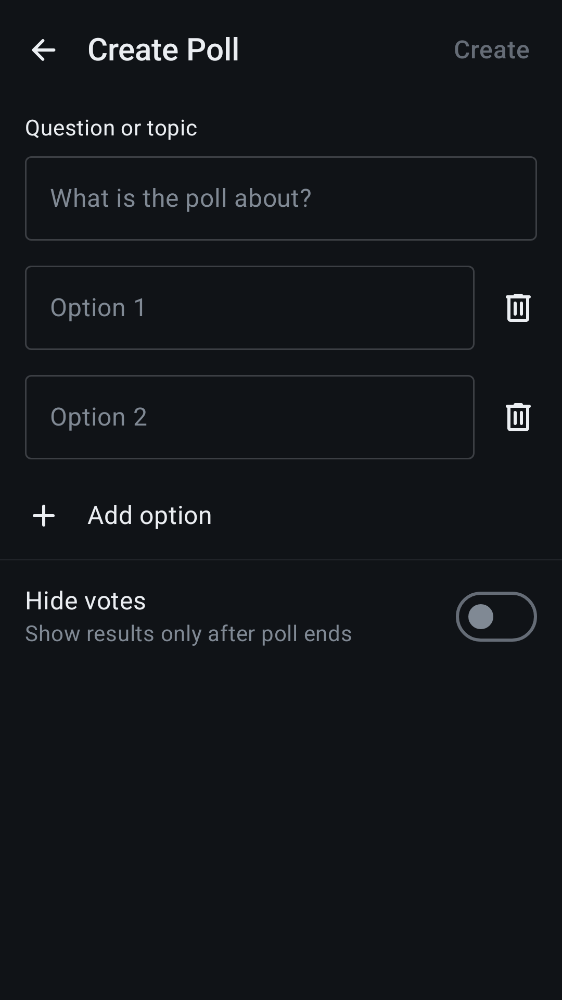 Create Poll
Create
Question or topic
What is the poll about?
Option 1
Option 2
Add option
Hide votes
Show results only after poll ends